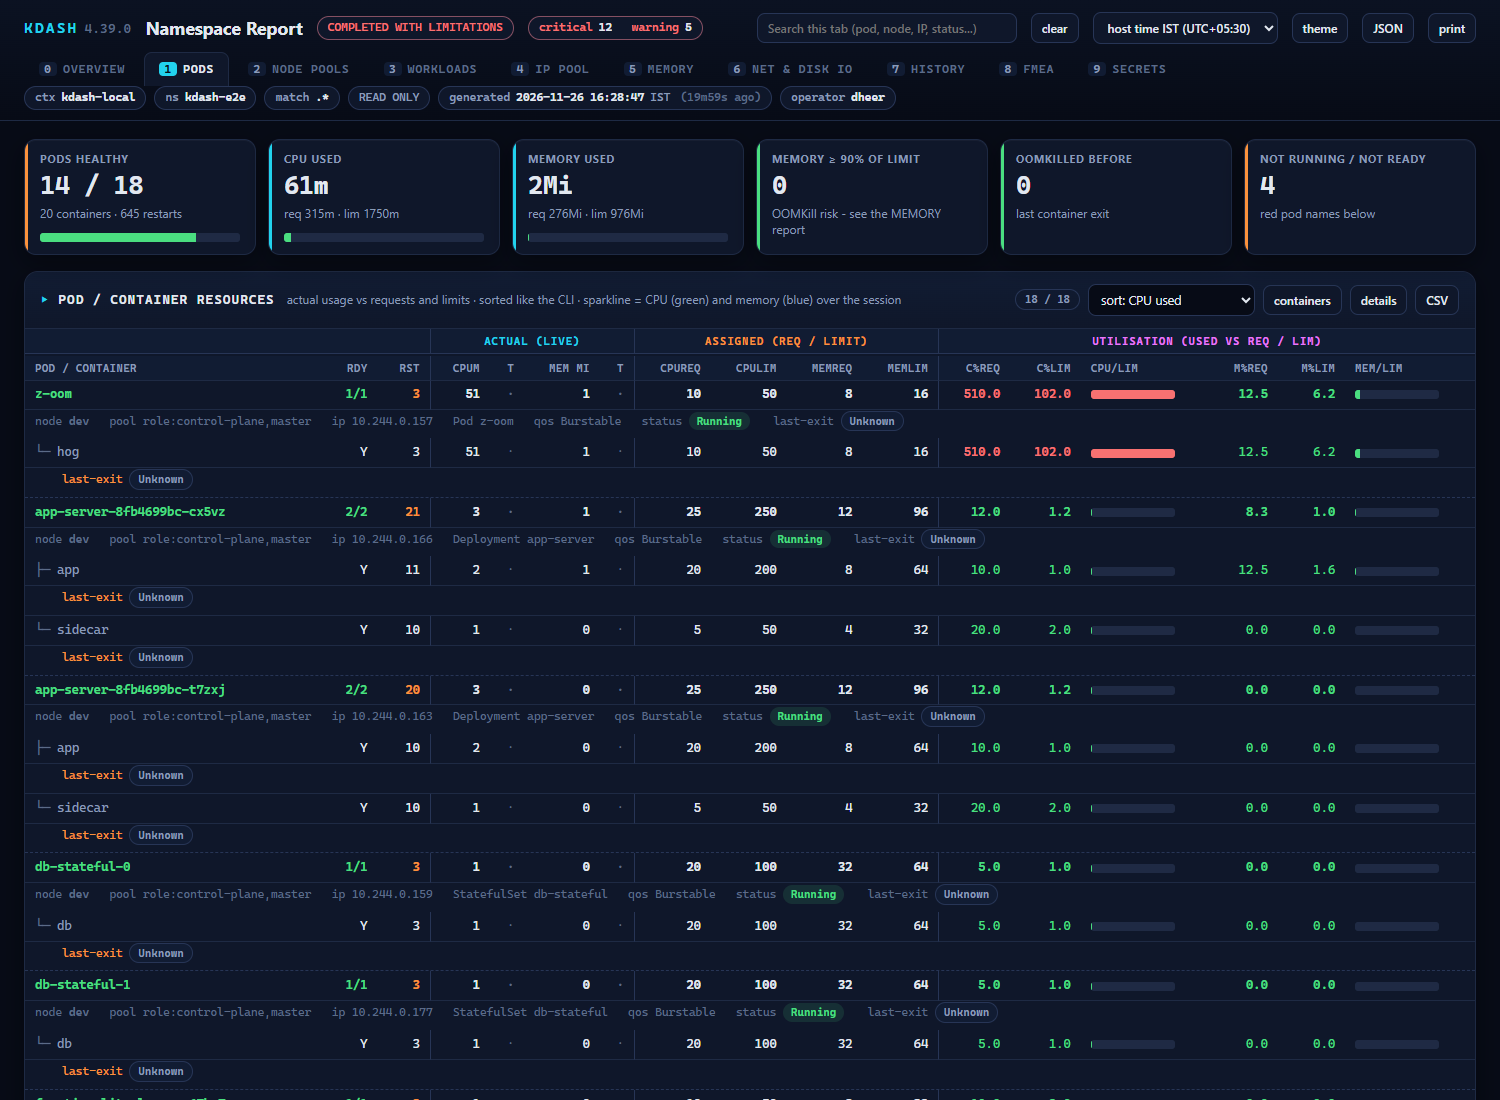 KDASH 4.39.0 Namespace Report COMPLETED WITH LIMITATIONS critical 12 warning 5 Search this tab (pod, node, IP, status...) clear host time IST (UTC+05:30) theme JSON print
0 OVERVIEW 1 PODS 2 NODE POOLS 3 WORKLOADS 4 IP POOL 5 MEMORY 6 NET & DISK IO 7 HISTORY 8 FMEA 9 SECRETS
ctx kdash-local ns kdash-e2e match .* READ ONLY generated 2026-11-26 16:28:47 IST (19m59s ago) operator dheer
PODS HEALTHY CPU USED MEMORY USED MEMORY ≥ 90% OF LIMIT OOMKILLED BEFORE NOT RUNNING / NOT READY
14 / 18 61m 2Mi 0 0 4
20 containers · 645 restarts req 315m · lim 1750m req 276Mi · lim 976Mi OOMKill risk - see the MEMORY report last container exit red pod names below
▸ POD / CONTAINER RESOURCES actual usage vs requests and limits · sorted like the CLI · sparkline = CPU (green) and memory (blue) over the session 18 / 18 sort: CPU used containers details CSV
ACTUAL (LIVE) ASSIGNED (REQ / LIMIT) UTILISATION (USED VS REQ / LIM)
POD / CONTAINER RDY RST CPUM T MEM MI T CPUREQ CPULIM MEMREQ MEMLIM C%REQ C%LIM CPU/LIM M%REQ M%LIM MEM/LIM
z-oom 1/1 3 51 · 1 · 10 50 8 16 510.0 102.0 12.5 6.2
node dev pool role:control-plane,master ip 10.244.0.157 Pod z-oom qos Burstable status Running last-exit Unknown
└─ hog Y 3 51 · 1 · 10 50 8 16 510.0 102.0 12.5 6.2
last-exit Unknown
app-server-8fb4699bc-cx5vz 2/2 21 3 · 1 · 25 250 12 96 12.0 1.2 8.3 1.0
node dev pool role:control-plane,master ip 10.244.0.166 Deployment app-server qos Burstable status Running last-exit Unknown
├─ app Y 11 2 · 1 · 20 200 8 64 10.0 1.0 12.5 1.6
last-exit Unknown
└─ sidecar Y 10 1 · 0 · 5 50 4 32 20.0 2.0 0.0 0.0
last-exit Unknown
app-server-8fb4699bc-t7zxj 2/2 20 3 · 0 · 25 250 12 96 12.0 1.2 0.0 0.0
node dev pool role:control-plane,master ip 10.244.0.163 Deployment app-server qos Burstable status Running last-exit Unknown
├─ app Y 10 2 · 0 · 20 200 8 64 10.0 1.0 0.0 0.0
last-exit Unknown
└─ sidecar Y 10 1 · 0 · 5 50 4 32 20.0 2.0 0.0 0.0
last-exit Unknown
db-stateful-0 1/1 3 1 · 0 · 20 100 32 64 5.0 1.0 0.0 0.0
node dev pool role:control-plane,master ip 10.244.0.159 StatefulSet db-stateful qos Burstable status Running last-exit Unknown
└─ db Y 3 1 · 0 · 20 100 32 64 5.0 1.0 0.0 0.0
last-exit Unknown
db-stateful-1 1/1 3 1 · 0 · 20 100 32 64 5.0 1.0 0.0 0.0
node dev pool role:control-plane,master ip 10.244.0.177 StatefulSet db-stateful qos Burstable status Running last-exit Unknown
└─ db Y 3 1 · 0 · 20 100 32 64 5.0 1.0 0.0 0.0
last-exit Unknown